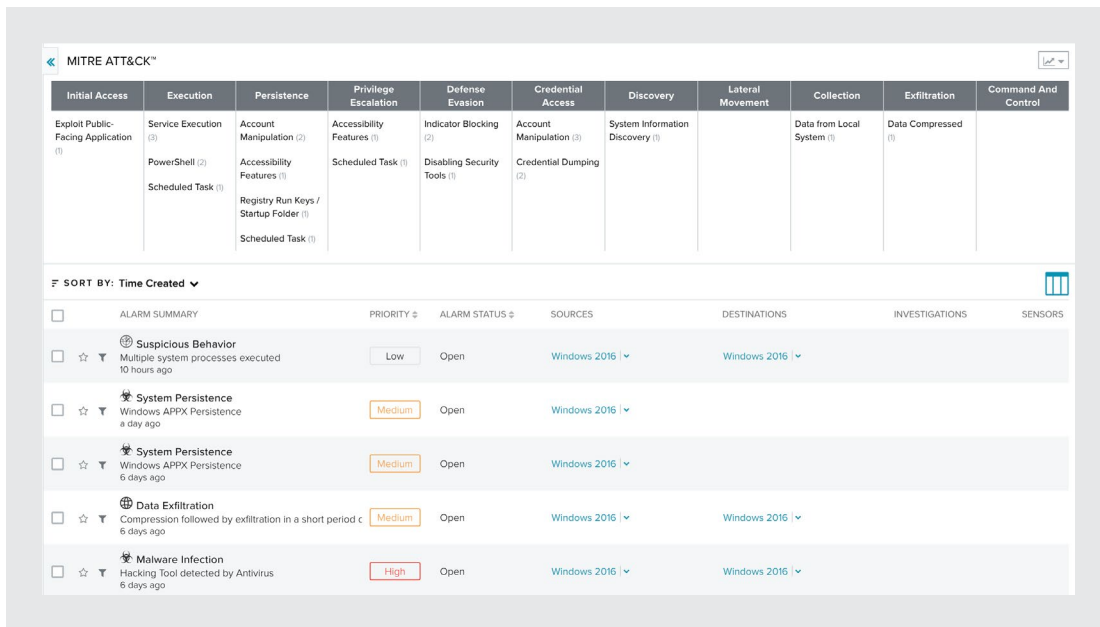 MITRE ATT&CK™
Initial Access
Execution
Persistence
Privilege
Escalation
Defense
Evasion
Credential
Access
Discovery
Lateral
Movement
Collection
Exfiltration
Command And
Control
Exploit Public-
Facing Application
(1)
Service Execution
(3)
PowerShell (2)
Scheduled Task (1)
Account
Manipulation (2)
Accessibility
Features (1)
Registry Run Keys /
Startup Folder (1)
Scheduled Task (1)
Accessibility
Features (1)
Scheduled Task (1)
Indicator Blocking
(2)
Disabling Security
Tools (1)
Account
Manipulation (3)
Credential Dumping
(2)
System Information
Discovery (1)
Data from Local
System (1)
Data Compressed
(1)
SORT BY: Time Created
ALARM SUMMARY PRIORITY ALARM STATUS SOURCES DESTINATIONS INVESTIGATIONS SENSORS
Suspicious Behavior
Multiple system processes executed
10 hours ago
Low Open Windows 2016 Windows 2016
System Persistence
Windows APPX Persistence
a day ago
Medium Open Windows 2016
System Persistence
Windows APPX Persistence
6 days ago
Medium Open Windows 2016
Data Exfiltration
Compression followed by exfiltration in a short period c
6 days ago
Medium Open Windows 2016 Windows 2016
Malware Infection
Hacking Tool detected by Antivirus
6 days ago
High Open Windows 2016 Windows 2016